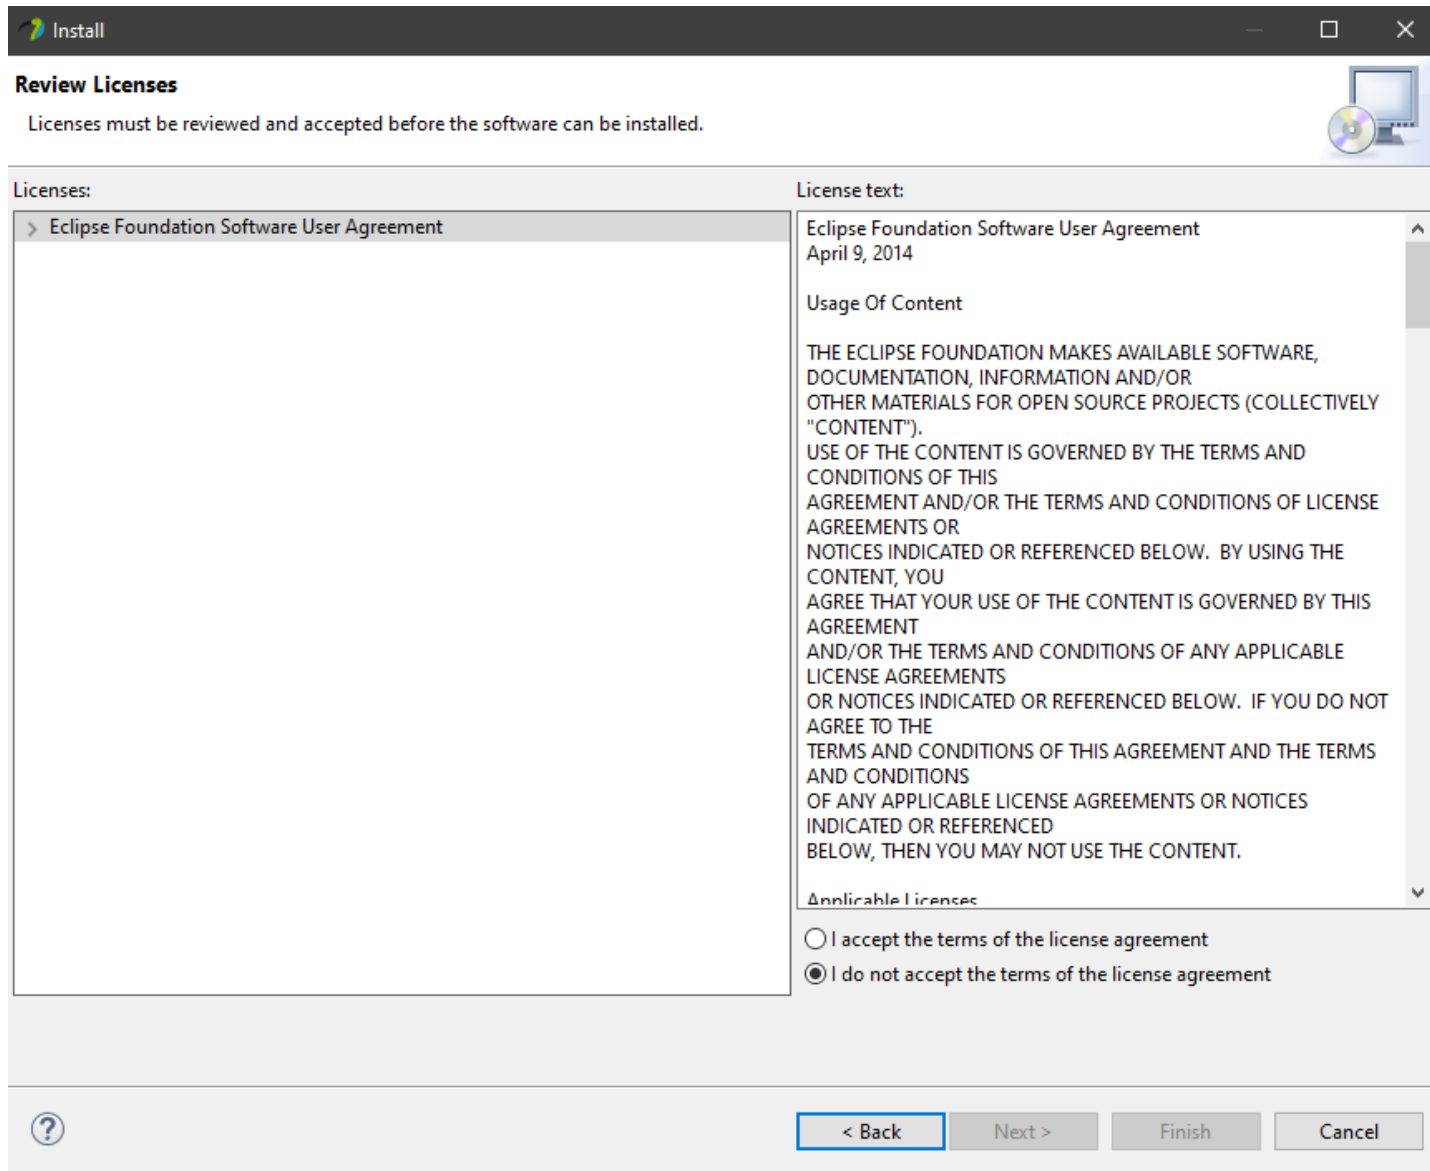 Install
Review Licenses
Licenses must be reviewed and accepted before the software can be installed.
Licenses:
Eclipse Foundation Software User Agreement
License text:
Eclipse Foundation Software User Agreement
April 9, 2014
Usage Of Content
THE ECLIPSE FOUNDATION MAKES AVAILABLE SOFTWARE,
DOCUMENTATION, INFORMATION AND/OR
OTHER MATERIALS FOR OPEN SOURCE PROJECTS (COLLECTIVELY
"CONTENT").
USE OF THE CONTENT IS GOVERNED BY THE TERMS AND
CONDITIONS OF THIS
AGREEMENT AND/OR THE TERMS AND CONDITIONS OF LICENSE
AGREEMENTS OR
NOTICES INDICATED OR REFERENCED BELOW.  BY USING THE
CONTENT, YOU
AGREE THAT YOUR USE OF THE CONTENT IS GOVERNED BY THIS
AGREEMENT
AND/OR THE TERMS AND CONDITIONS OF ANY APPLICABLE
LICENSE AGREEMENTS
OR NOTICES INDICATED OR REFERENCED BELOW.  IF YOU DO NOT
AGREE TO THE
TERMS AND CONDITIONS OF THIS AGREEMENT AND THE TERMS
AND CONDITIONS
OF ANY APPLICABLE LICENSE AGREEMENTS OR NOTICES
INDICATED OR REFERENCED
BELOW, THEN YOU MAY NOT USE THE CONTENT.
Applicable Licenses
I accept the terms of the license agreement
I do not accept the terms of the license agreement
?
< Back
Next >
Finish
Cancel